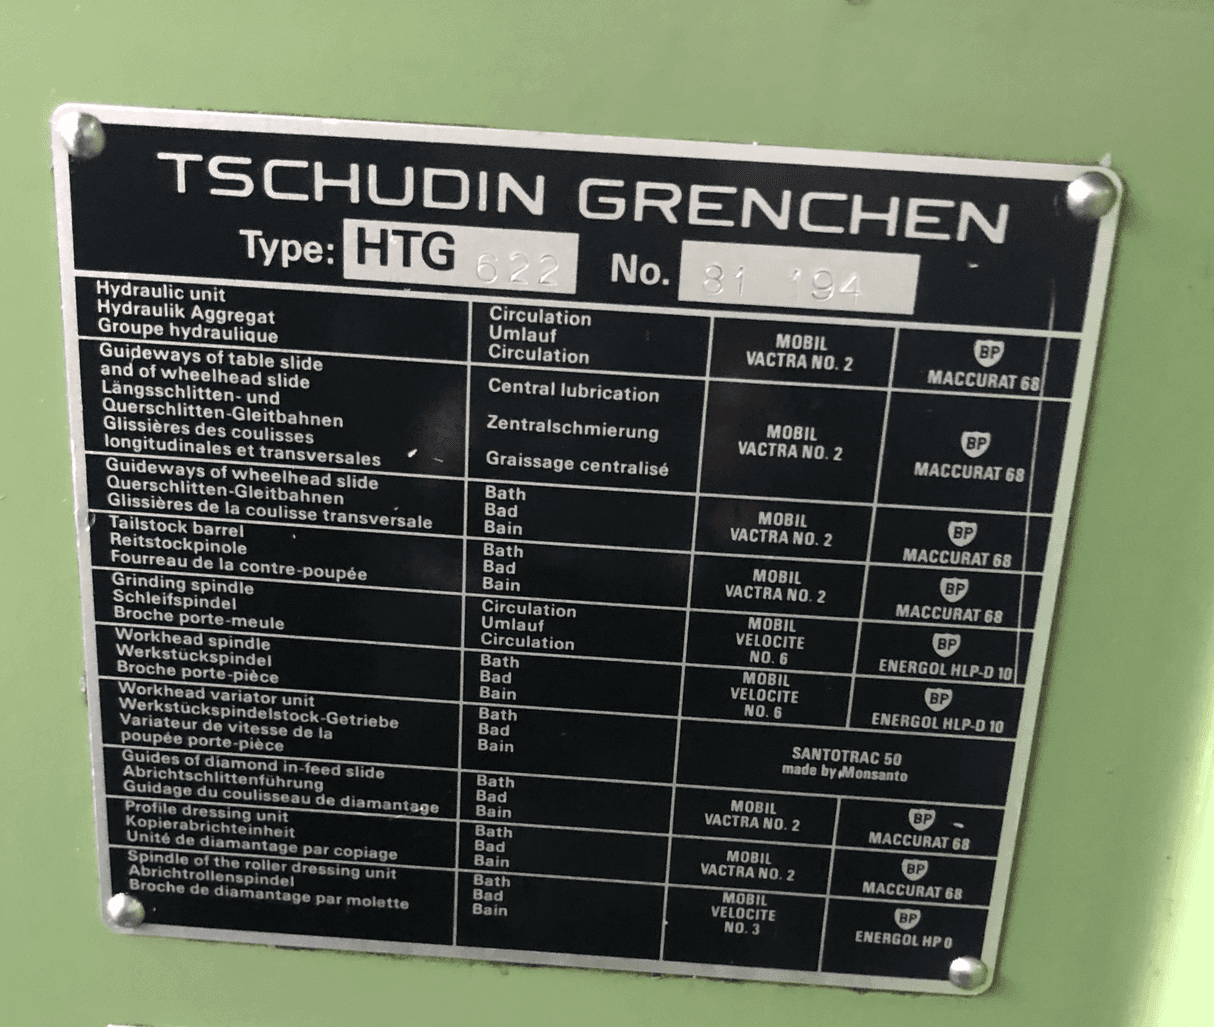 TSCHUDIN GRENCHEN
Type: HTG 622 No. 81 194
Hydraulic unit
Hydraulik Aggregat
Groupe hydraulique
Circulation
Umlauf
Circulation
MOBIL
VACTRA NO. 2
BP
MACCURAT 68
Guideways of table slide
and of wheelhead slide
Längsschlitten- und
Querschlitten-Gleitbahnen
Glissières des coulisses
longitudinales et transversales
Central lubrication
Zentralschmierung
Graissage centralisé
MOBIL
VACTRA NO. 2
BP
MACCURAT 68
Guideways of wheelhead slide
Querschlitten-Gleitbahnen
Glissières de la coulisse transversale
Bath
Bad
Bain
MOBIL
VACTRA NO. 2
BP
MACCURAT 68
Tailstock barrel
Reitstockpinole
Fourreau de la contre-poupée
Bath
Bad
Bain
MOBIL
VACTRA NO. 2
BP
MACCURAT 68
Grinding spindle
Schleifspindel
Broche porte-meule
Circulation
Umlauf
Circulation
MOBIL
VELOCITE
NO. 6
BP
ENERGOL HLP-D 10
Workhead spindle
Werkstückspindel
Broche porte-pièce
Bath
Bad
Bain
MOBIL
VELOCITE
NO. 6
BP
ENERGOL HLP-D 10
Workhead variator unit
Werkstückspindelstock-Getriebe
Variateur de vitesse de la
poupée porte-pièce
Bath
Bad
Bain
SANTOTRAC 50
made by Monsanto
Guides of diamond in-feed slide
Abrichtschlittenführung
Guidage du coulisseau de diamantage
Bath
Bad
Bain
MOBIL
VACTRA NO. 2
BP
MACCURAT 68
Profile dressing unit
Kopierabrichteinheit
Unité de diamantage par copiage
Bath
Bad
Bain
MOBIL
VACTRA NO. 2
BP
MACCURAT 68
Spindle of the roller dressing unit
Abrichtrollenspindel
Broche de diamantage par molette
Bath
Bad
Bain
MOBIL
VELOCITE
NO. 3
BP
ENERGOL HP 0